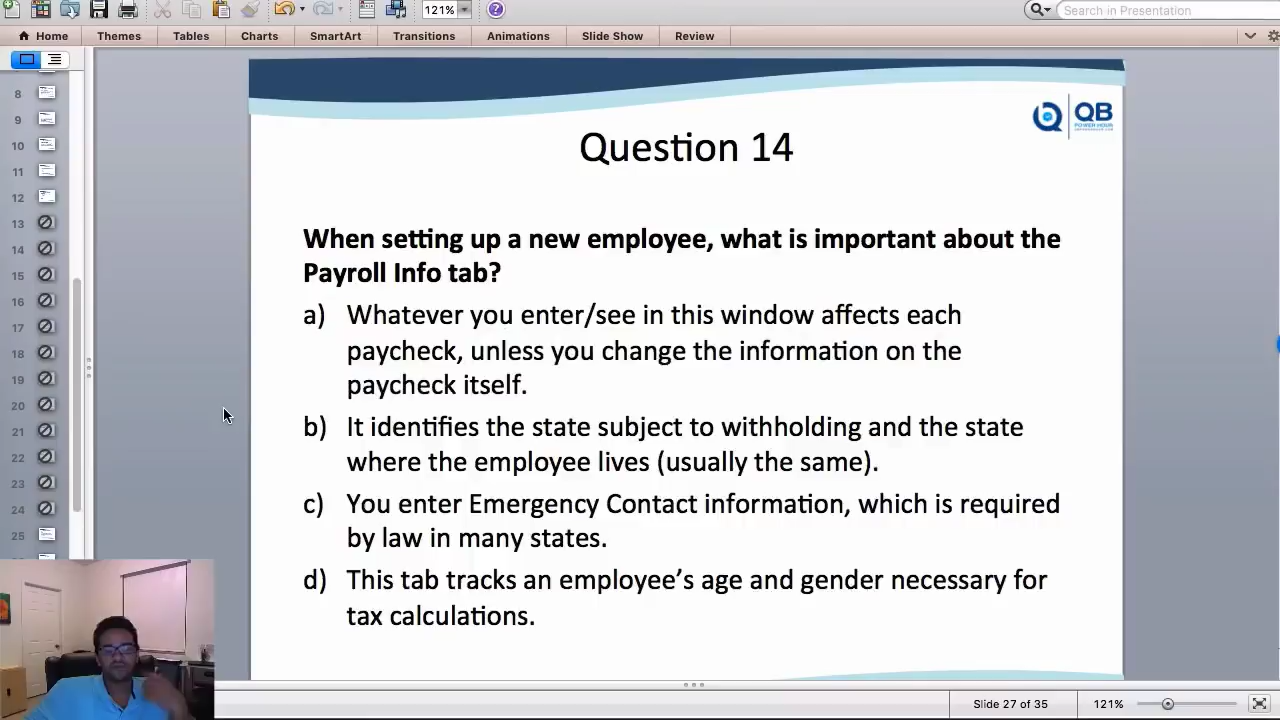 121%
Search in Presentation
Home Themes Tables Charts SmartArt Transitions Animations Slide Show Review
8
9
10
11
12
13
14
15
16
17
18
19
20
21
22
23
24
25
QB
POWER HOUR
Question 14
When setting up a new employee, what is important about the
Payroll Info tab?
a) Whatever you enter/see in this window affects each
paycheck, unless you change the information on the
paycheck itself.
b) It identifies the state subject to withholding and the state
where the employee lives (usually the same).
c) You enter Emergency Contact information, which is required
by law in many states.
d) This tab tracks an employee's age and gender necessary for
tax calculations.
Slide 27 of 35 121%